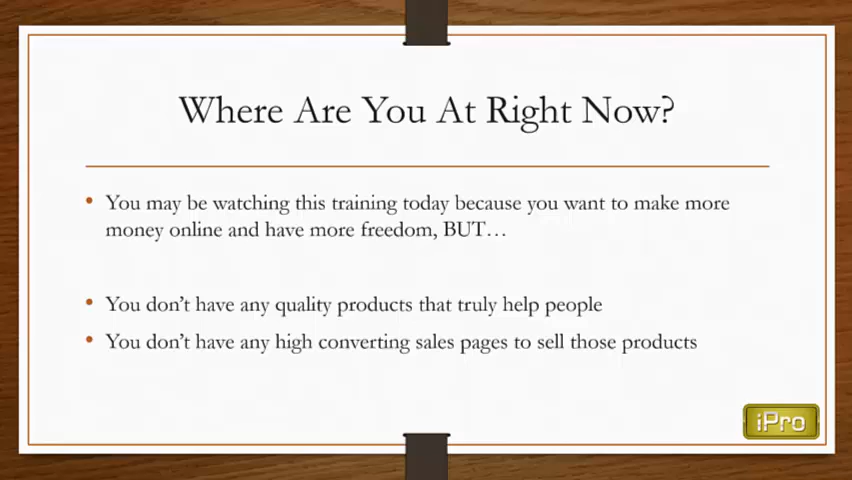 Where Are You At Right Now?
• You may be watching this training today because you want to make more
money online and have more freedom, BUT…
• You don’t have any quality products that truly help people
• You don’t have any high converting sales pages to sell those products
iPro